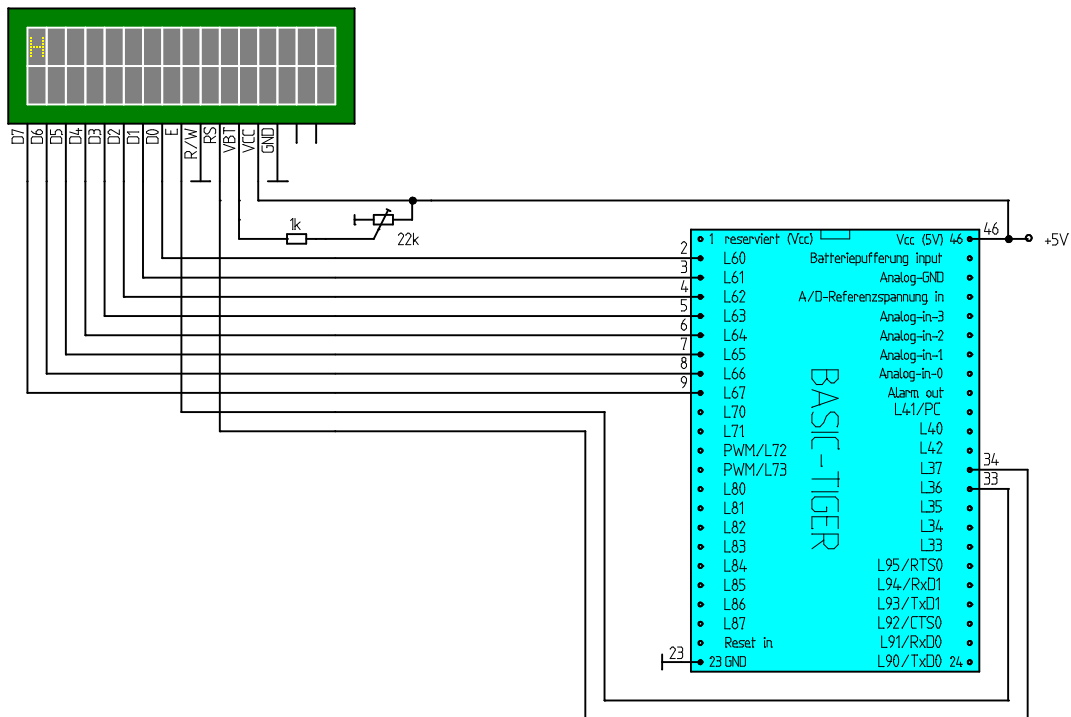 H
D7 D6 D5 D4 D3 D2 D1 D0 E R/W RS VBT VCC GND
1k
22k
46
+5V
1 reserviert (Vcc)
Vcc (5V) 46
2
L60
Batteriepufferung input
3
L61
Analog-GND
4
L62
A/D-Referenzspannung in
5
L63
Analog-in-3
6
L64
Analog-in-2
7
L65
Analog-in-1
8
L66
Analog-in-0
9
L67
Alarm out
L70
L41/PC
L71
L40
PWM/L72
L42
PWM/L73
L37
34
L80
L36
33
L81
L35
L82
L34
L83
L33
L84
L95/RTS0
L85
L94/RxD1
L86
L93/TxD1
L87
L92/CTS0
Reset in
L91/RxD0
23
23 GND
L90/TxD0 24
BASIC-TIGER